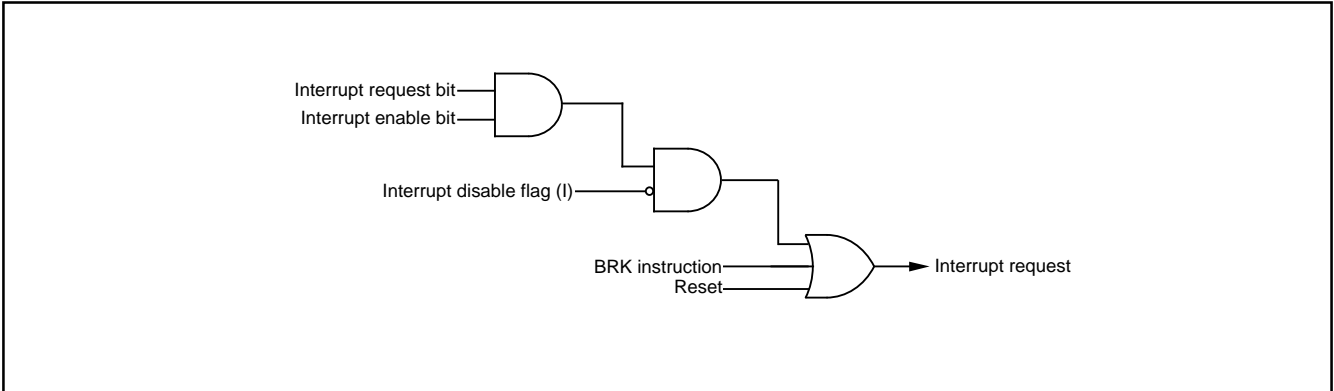 Interrupt request bit
Interrupt enable bit
Interrupt disable flag (I)
BRK instruction
Reset
Interrupt request